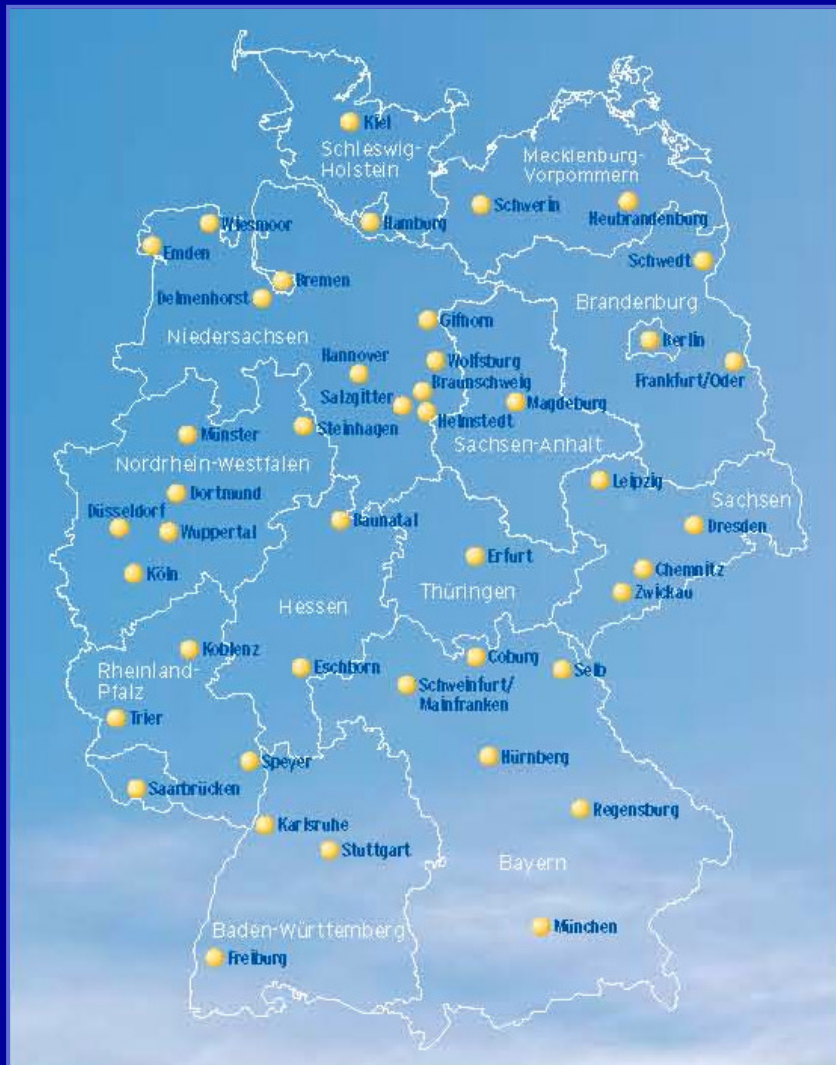 Kiel
Schleswig-
Holstein
Mecklenburg-
Vorpommern
Schwerin
Neubrandenburg
Wiesmoor
Hamburg
Emden
Schwedt
Bremen
Delmenhorst
Brandenburg
Gifhorn
Niedersachsen
Berlin
Hannover
Wolfsburg
Frankfurt/Oder
Braunschweig
Salzgitter
Helmstedt
Magdeburg
Steinhagen
Münster
Sachsen-Anhalt
Nordrhein-Westfalen
Leipzig
Dortmund
Sachsen
Düsseldorf
Baunatal
Dresden
Wuppertal
Erfurt
Köln
Chemnitz
Thüringen
Zwickau
Hessen
Koblenz
Coburg
Eschborn
Selb
Rheinland-
Pfalz
Schweinfurt/
Mainfranken
Trier
Nürnberg
Speyer
Saarbrücken
Regensburg
Karlsruhe
Stuttgart
Bayern
München
Baden-Württemberg
Freiburg